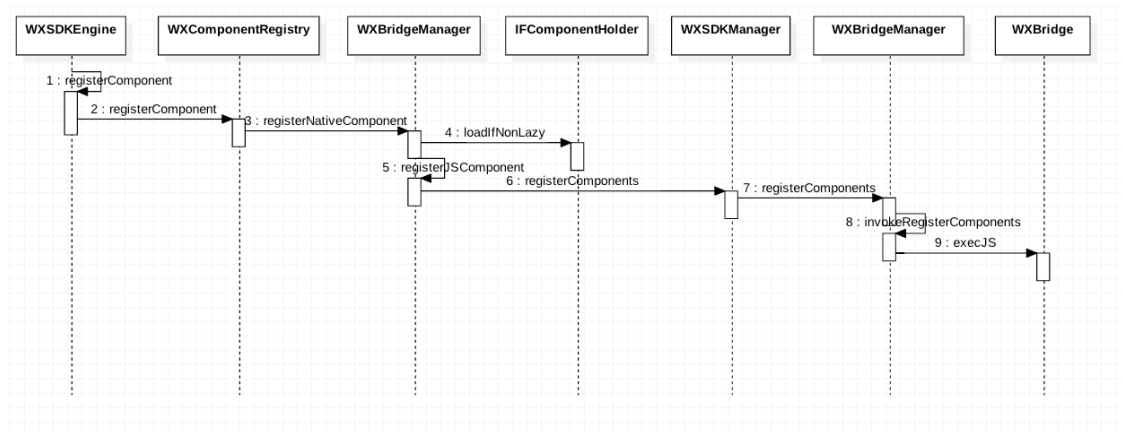 WXSDKEngine
WXComponentRegistry
WXBridgeManager
IFComponentHolder
WXSDKManager
WXBridgeManager
WXBridge
1 : registerComponent
2 : registerComponent
3 : registerNativeComponent
4 : loadIfNonLazy
5 : registerJSComponent
6 : registerComponents
7 : registerComponents
8 : invokeRegisterComponents
9 : execJS